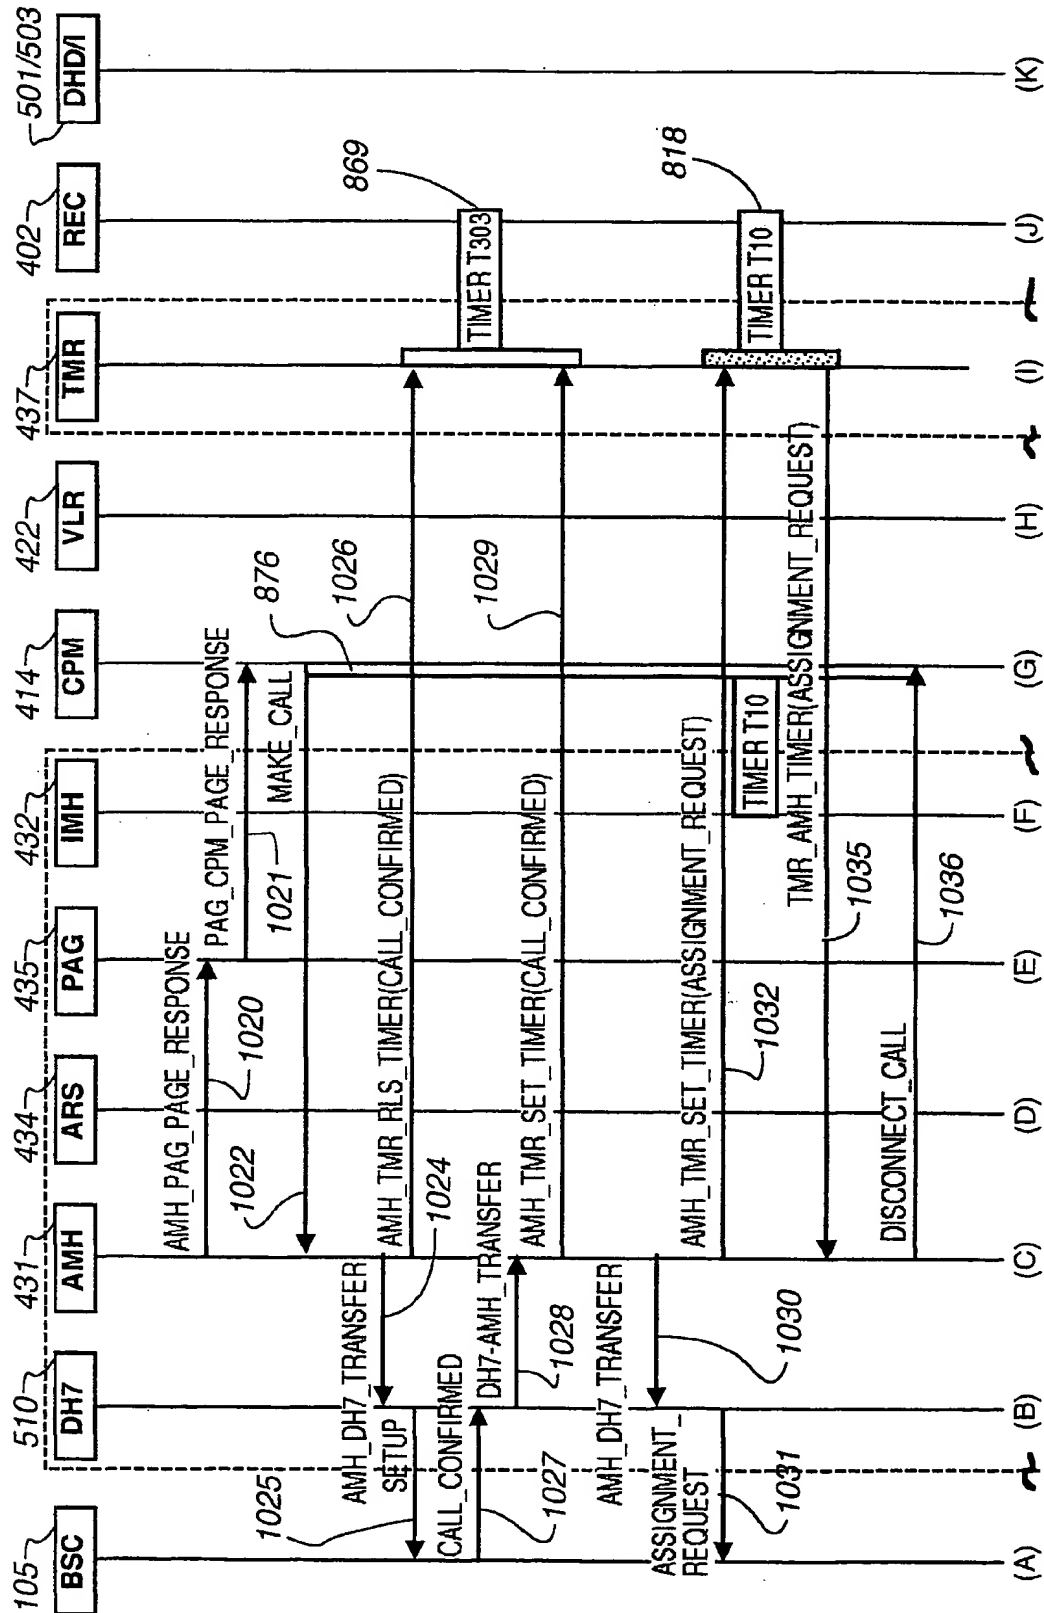 105 510 431 434 435 432 414 422 437 402 501/503
BSC DH7 AMH ARS PAG IMH CPM VLR TMR REC DHD/I
AMH_PAG_PAGE_RESPONSE
1020
PAG_CPM_PAGE_RESPONSE
1021
MAKE_CALL
1022
876
AMH_DH7_TRANSFER
1024
SETUP
1025
AMH_TMR_RLS_TIMER(CALL_CONFIRMED)
1026
TIMER T303
869
CALL_CONFIRMED
1027
DH7-AMH_TRANSFER
1028
AMH_TMR_SET_TIMER(CALL_CONFIRMED)
1029
AMH_DH7_TRANSFER
1030
ASSIGNMENT_
REQUEST
1031
AMH_TMR_SET_TIMER(ASSIGNMENT_REQUEST)
1032
TIMER T10
TIMER T10
818
TMR_AMH_TIMER(ASSIGNMENT_REQUEST)
1035
DISCONNECT_CALL
1036
(A) (B) (C) (D) (E) (F) (G) (H) (I) (J) (K)